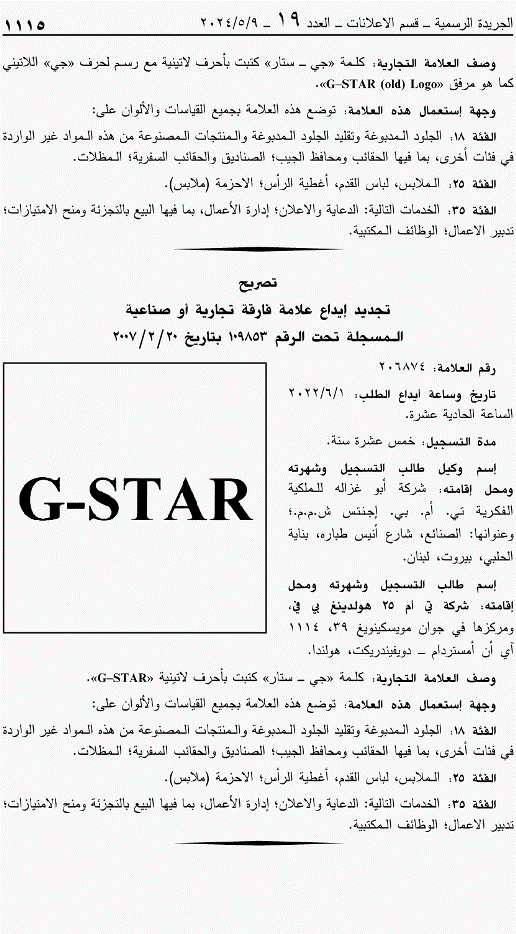 الجريدة الرسمية – قسم الاعلانات – العدد ١٩ – ٢٠٢٤/٥/٩
١١١٥
وصف العلامة التجارية: كلمة «جي – ستار» كتبت بأحرف لاتينية مع رسم لحرف «جي» اللاتيني
كما هو مرفق «G–STAR (old) Logo».
وجهة إستعمال هذه العلامة: توضع هذه العلامة بجميع القياسات والألوان على:
الفئة ١٨: الجلود المدبوغة وتقليد الجلود المدبوغة والمنتجات المصنوعة من هذه المواد غير الواردة
في فئات أخرى، بما فيها الحقائب ومحافظ الجيب؛ الصناديق والحقائب السفرية؛ المظلات.
الفئة ٢٥: الملابس، لباس القدم، أغطية الرأس؛ الاحزمة (ملابس).
الفئة ٣٥: الخدمات التالية: الدعاية والاعلان؛ إدارة الأعمال، بما فيها البيع بالتجزئة ومنح الامتيازات؛
تدبير الاعمال؛ الوظائف المكتبية.
تصريح
تجديد إيداع علامة فارقة تجارية أو صناعية
المسجلة تحت الرقم ١٠٩٨٥٣ بتاريخ ٢٠٠٧/٢/٢٠
رقم العلامة: ٢٠٦٨٧٤
تاريخ وساعة ايداع الطلب: ٢٠٢٢/٦/١
الساعة الحادية عشرة.
مدة التسجيل: خمس عشرة سنة.
إسم وكيل طالب التسجيل وشهرته
ومحل إقامته: شركة أبو غزاله للملكية
الفكرية تي. أم. بي. إجنتس ش.م.م.؛
وعنوانها: الصنائع، شارع أنيس طباره، بناية
الحلبي، بيروت، لبنان.
إسم طالب التسجيل وشهرته ومحل
إقامته: شركة تي ام ٢٥ هولدينغ بي في،
ومركزها في جوان مويسكينويغ ٣٩، ١١١٤
آي أن أمستردام – دويفيندريكت، هولندا.
G-STAR
وصف العلامة التجارية: كلمة «جي – ستار» كتبت بأحرف لاتينية «G–STAR».
وجهة إستعمال هذه العلامة: توضع هذه العلامة بجميع القياسات والألوان على:
الفئة ١٨: الجلود المدبوغة وتقليد الجلود المدبوغة والمنتجات المصنوعة من هذه المواد غير الواردة
في فئات أخرى، بما فيها الحقائب ومحافظ الجيب؛ الصناديق والحقائب السفرية؛ المظلات.
الفئة ٢٥: الملابس، لباس القدم، أغطية الرأس؛ الاحزمة (ملابس).
الفئة ٣٥: الخدمات التالية: الدعاية والاعلان؛ إدارة الأعمال، بما فيها البيع بالتجزئة ومنح الامتيازات؛
تدبير الاعمال؛ الوظائف المكتبية.